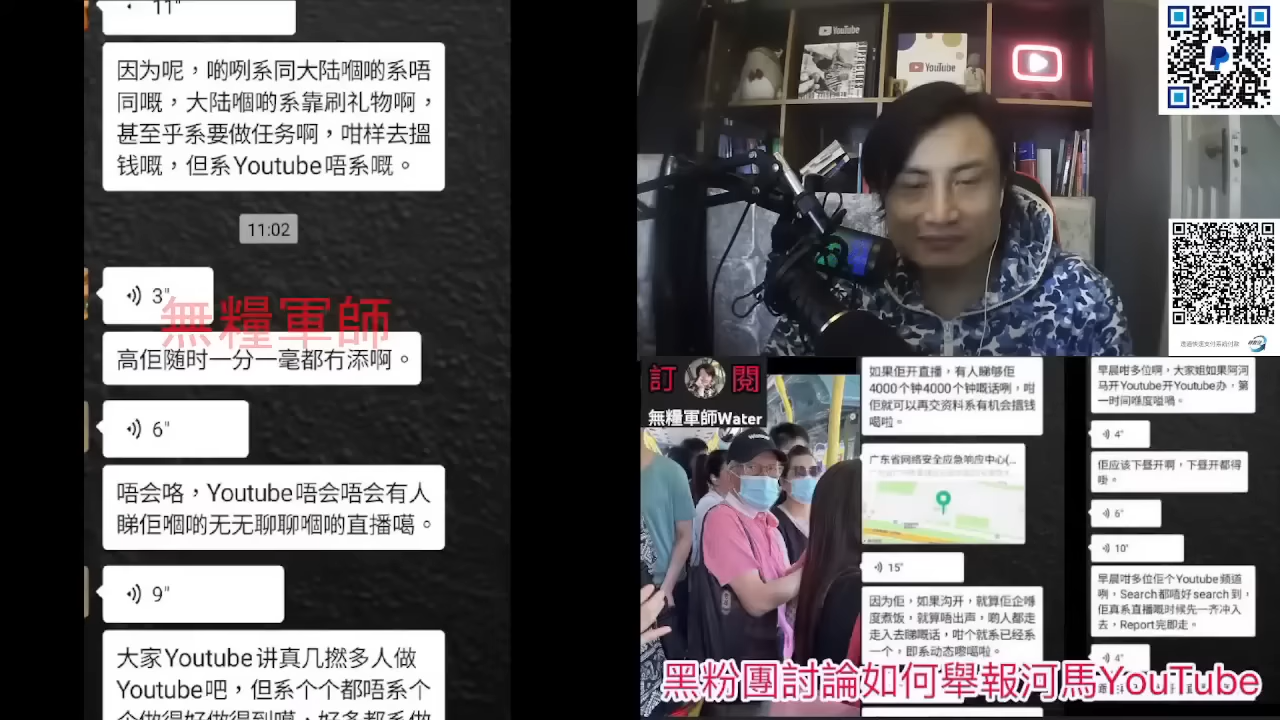 11"
因为呢，啲咧系同大陆嗰啲系唔
同嘅，大陆嗰啲系靠刷礼物啊，
甚至乎系要做任务啊，咁样去搵
钱嘅，但系Youtube唔系嘅。
11:02
3"
無糧軍師
高佢随时一分一毫都冇添啊。
6"
唔会咯，Youtube唔会唔会有人
睇佢嗰啲无无聊聊嗰啲直播噶。
9"
大家Youtube讲真几撚多人做
Youtube吧，但系个个都唔系个
YouTube
YouTube
訂
閱
無糧軍師Water
如果佢开直播，有人睇够佢
4000个钟4000个钟嘅话咧，咁
佢就可以再交资料系有机会搵钱
噶啦。
广东省网络安全应急响应中心(...
15"
因为佢，如果沟开，就算佢企喺
度煮饭，就算唔出声，啲人都走
走入去睇嘅话，咁个就系已经系
一个，即系动态嚟噶啦。
早晨咁多位啊，大家姐如果阿河
马开Youtube开Youtube办，第
一时间喺度嗌喎。
4"
佢应该下昼开啊，下昼开都得
㗎。
6"
10"
早晨咁多位佢个Youtube频道
咧，Search都唔好search到，
佢真系直播嘅时候先一齐冲入
去，Report完即走。
4"
黑粉團討論如何舉報河馬YouTube